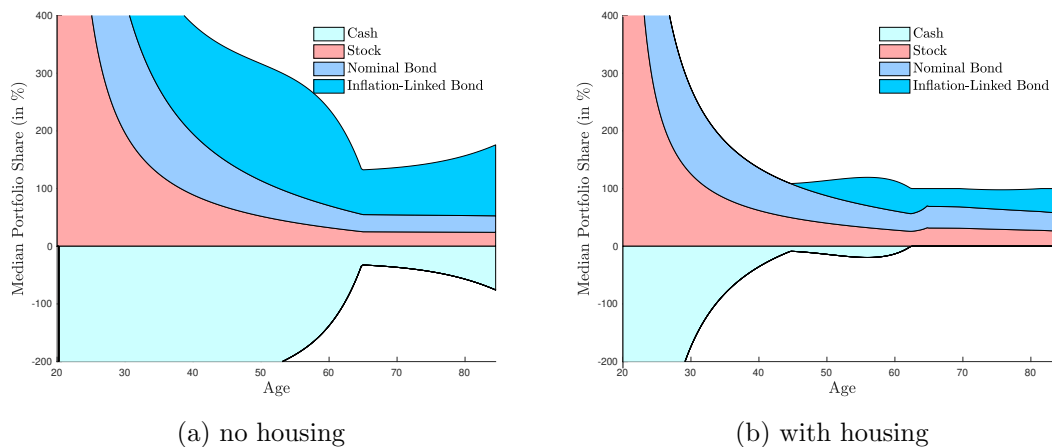 400
300
200
100
0
-100
-200
Median Portfolio Share (in %)
Cash
Stock
Nominal Bond
Inflation-Linked Bond
20 30 40 50 60 70 80
Age
(a) no housing
400
300
200
100
0
-100
-200
Median Portfolio Share (in %)
Cash
Stock
Nominal Bond
Inflation-Linked Bond
20 30 40 50 60 70 80
Age
(b) with housing